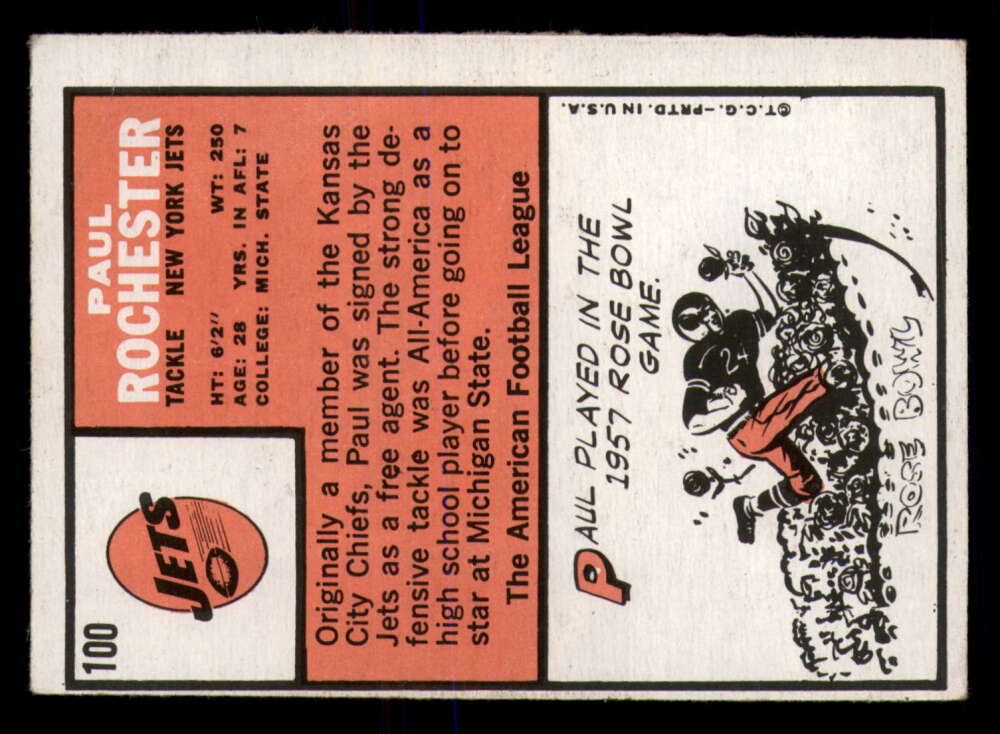 100
JETS
PAUL
ROCHESTER
TACKLE NEW YORK JETS
HT: 6'2" WT: 250
AGE: 28 YRS. IN AFL: 7
COLLEGE: MICH. STATE
Originally a member of the Kansas
City Chiefs, Paul was signed by the
Jets as a free agent. The strong de-
fensive tackle was All-America as a
high school player before going on to
star at Michigan State.
The American Football League
PAUL PLAYED IN THE
1957 ROSE BOWL
GAME.
24
ROSE BOWL
©T.C.G.—PRTD. IN U.S.A.